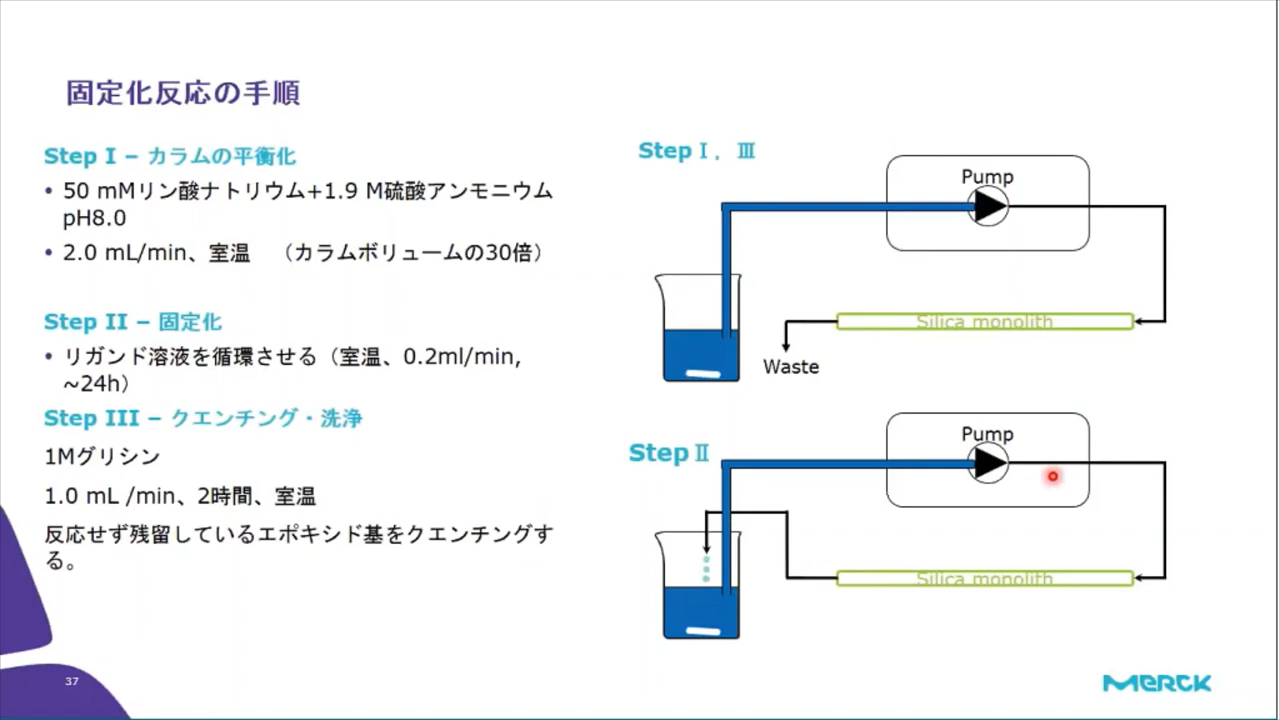 固定化反応の手順
Step I – カラムの平衡化
• 50 mMリン酸ナトリウム+1.9 M硫酸アンモニウム
pH8.0
• 2.0 mL/min、室温　（カラムボリュームの30倍）
Step II – 固定化
• リガンド溶液を循環させる（室温、0.2ml/min,
~24h）
Step III – クエンチング・洗浄
1Mグリシン
1.0 mL /min、2時間、室温
反応せず残留しているエポキシド基をクエンチングす
る。
StepⅠ，Ⅲ
Pump
Silica monolith
Waste
StepⅡ
Pump
Silica monolith
37
MERCK